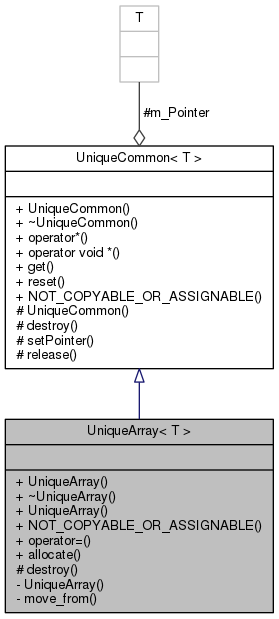 T
#m_Pointer
UniqueCommon< T >
+ UniqueCommon()
+ ~UniqueCommon()
+ operator*()
+ operator void *()
+ get()
+ reset()
+ NOT_COPYABLE_OR_ASSIGNABLE()
# UniqueCommon()
# destroy()
# setPointer()
# release()
UniqueArray< T >
+ UniqueArray()
+ ~UniqueArray()
+ UniqueArray()
+ NOT_COPYABLE_OR_ASSIGNABLE()
+ operator=()
+ allocate()
# destroy()
- UniqueArray()
- move_from()